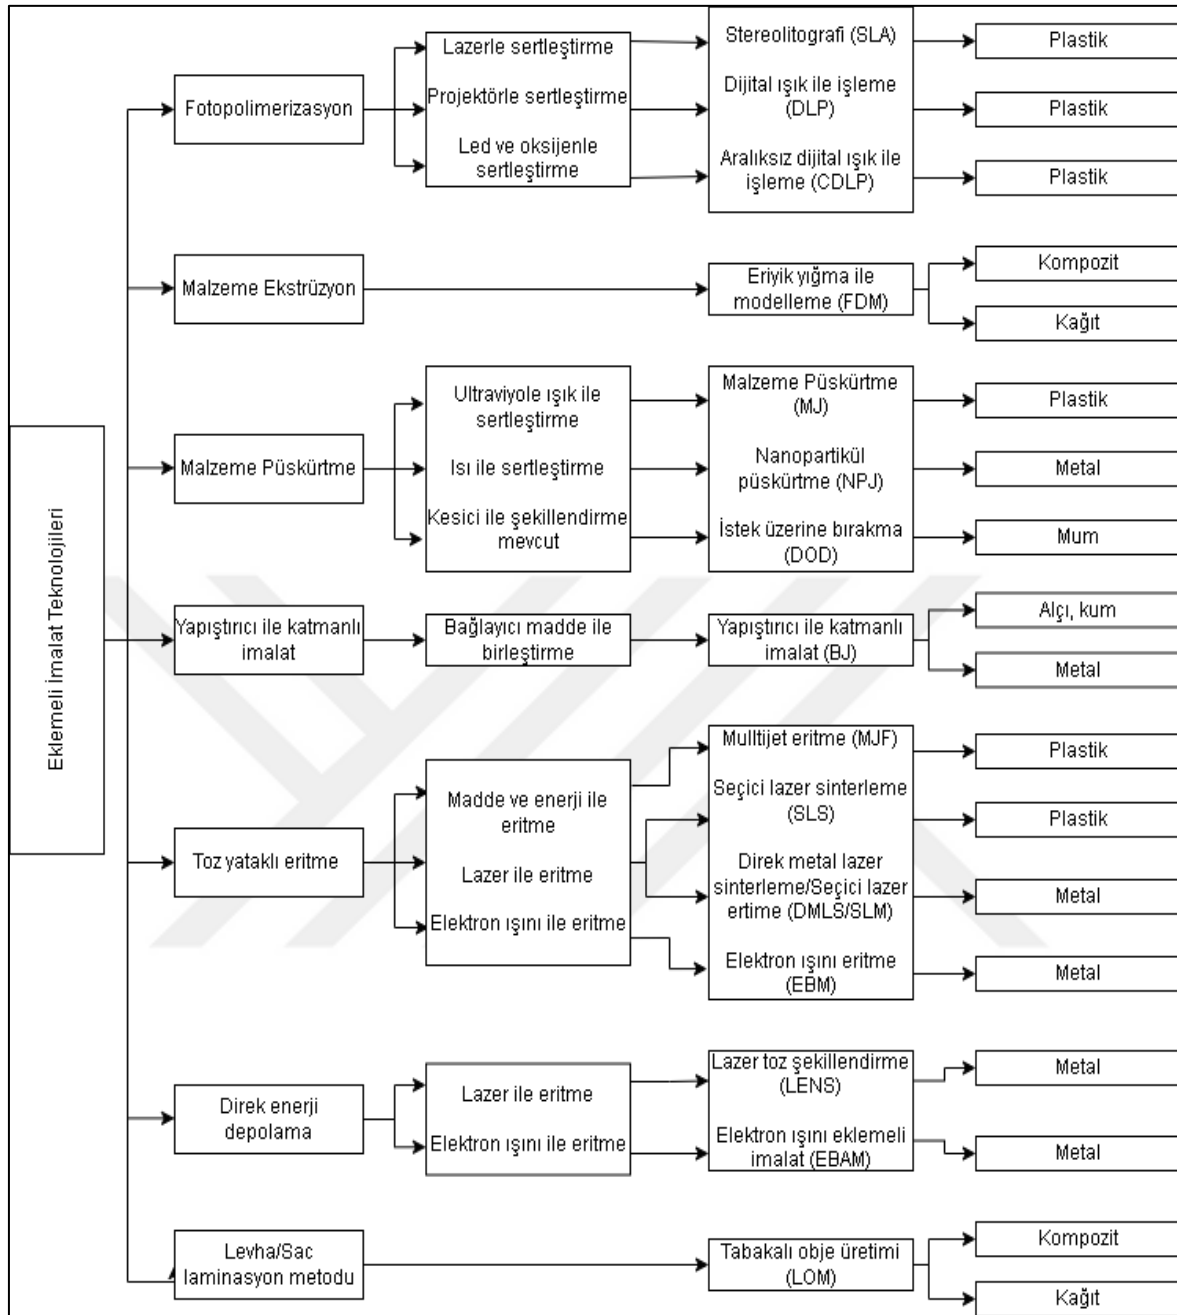 Eklemeli İmalat Teknolojileri
Fotopolimerizasyon
Lazerle sertleştirme
Projektörle sertleştirme
Led ve oksijenle
sertleştirme
Stereolitografi (SLA)
Dijital ışık ile işleme
(DLP)
Aralıksız dijital ışık ile
işleme (CDLP)
Plastik
Plastik
Plastik
Malzeme Ekstrüzyon
Eriyik yığma ile
modelleme (FDM)
Kompozit
Kağıt
Malzeme Püskürtme
Ultraviyole ışık ile
sertleştirme
Isı ile sertleştirme
Kesici ile şekillendirme
mevcut
Malzeme Püskürtme
(MJ)
Nanopartikül
püskürtme (NPJ)
İstek üzerine bırakma
(DOD)
Plastik
Metal
Mum
Yapıştırıcı ile katmanlı
imalat
Bağlayıcı madde ile
birleştirme
Yapıştırıcı ile katmanlı
imalat (BJ)
Alçı, kum
Metal
Toz yataklı eritme
Madde ve enerji ile
eritme
Lazer ile eritme
Elektron ışını ile eritme
Mulltijet eritme (MJF)
Seçici lazer sinterleme
(SLS)
Direk metal lazer
sinterleme/Seçici lazer
ertime (DMLS/SLM)
Elektron ışını eritme
(EBM)
Plastik
Plastik
Metal
Metal
Direk enerji
depolama
Lazer ile eritme
Elektron ışını ile eritme
Lazer toz şekillendirme
(LENS)
Elektron ışını eklemeli
imalat (EBAM)
Metal
Metal
Levha/Sac
laminasyon metodu
Tabakalı obje üretimi
(LOM)
Kompozit
Kağıt